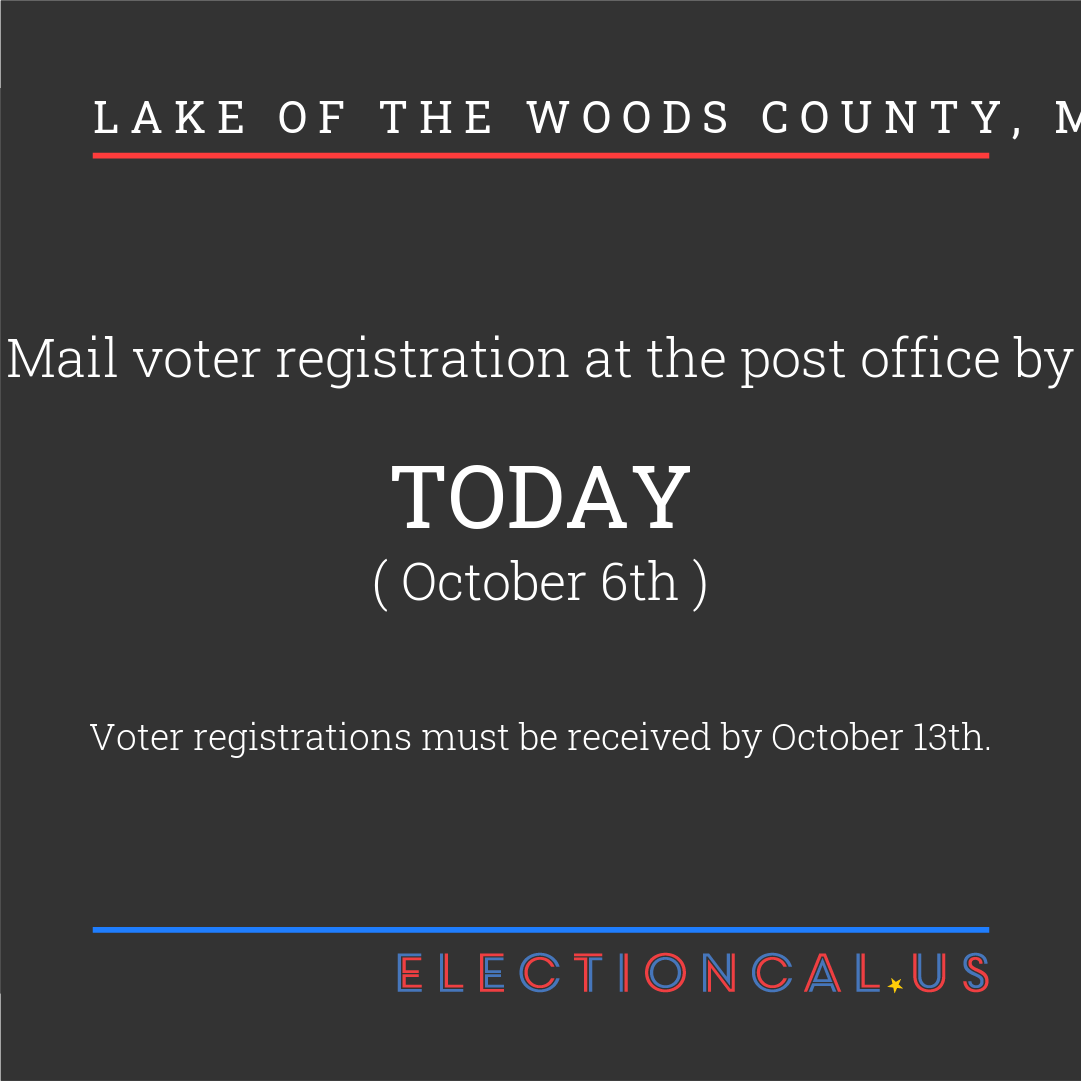 LAKE OF THE WOODS COUNTY, M
Mail voter registration at the post office by
TODAY
( October 6th )
Voter registrations must be received by October 13th.
ELECTIONCAL.US